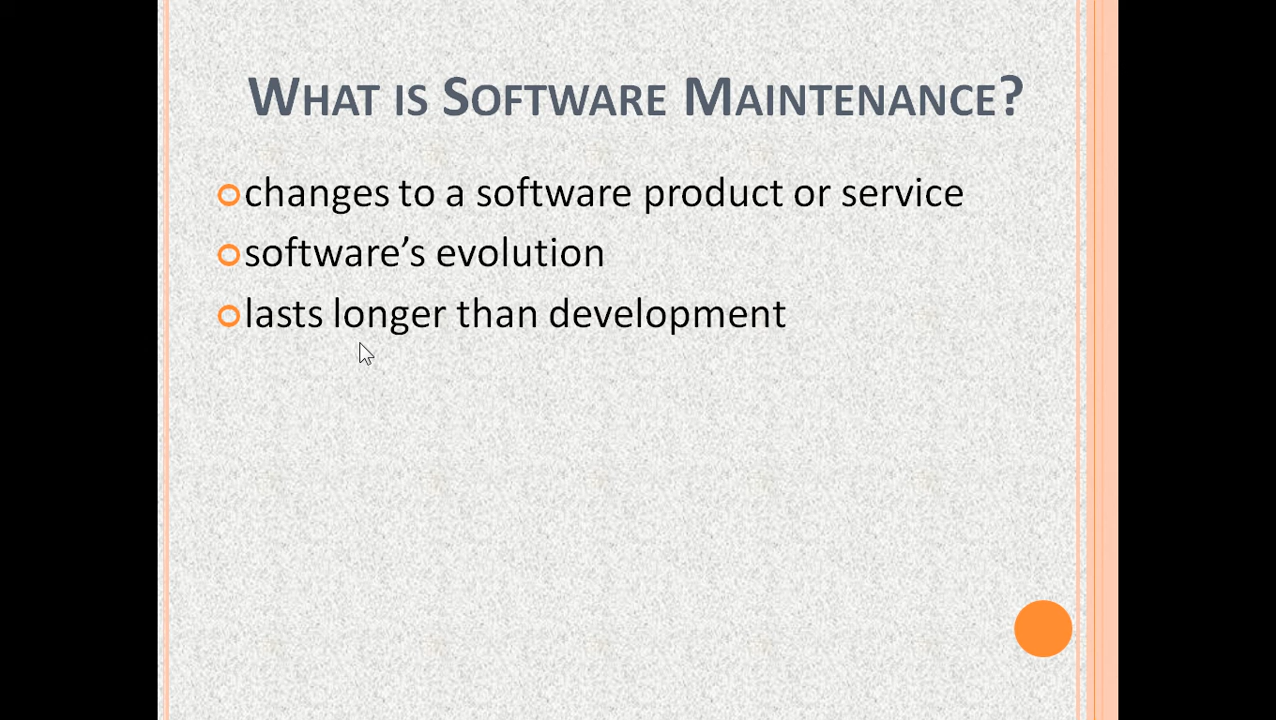 What is Software Maintenance?
changes to a software product or service
software’s evolution
lasts longer than development